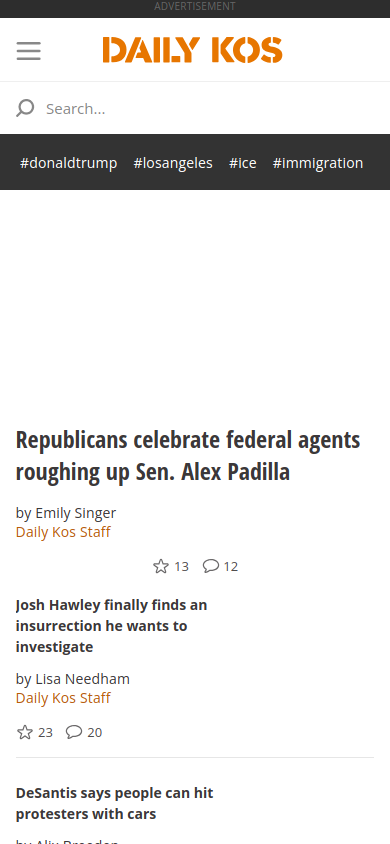 ADVERTISEMENT
DAILY KOS
Search...
#donaldtrump #losangeles #ice #immigration
Republicans celebrate federal agents
roughing up Sen. Alex Padilla
by Emily Singer
Daily Kos Staff
13 12
Josh Hawley finally finds an
insurrection he wants to
investigate
by Lisa Needham
Daily Kos Staff
23 20
DeSantis says people can hit
protesters with cars